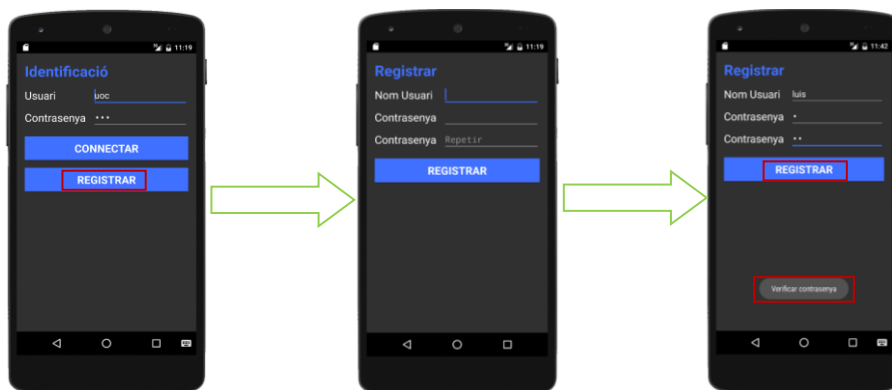 11:19
Identificació
Usuari uoc
Contrasenya •••
CONNECTAR
REGISTRAR
11:19
Registrar
Nom Usuari
Contrasenya
Contrasenya Repetir
REGISTRAR
11:42
Registrar
Nom Usuari luis
Contrasenya •
Contrasenya ••
REGISTRAR
Verificar contrasenya